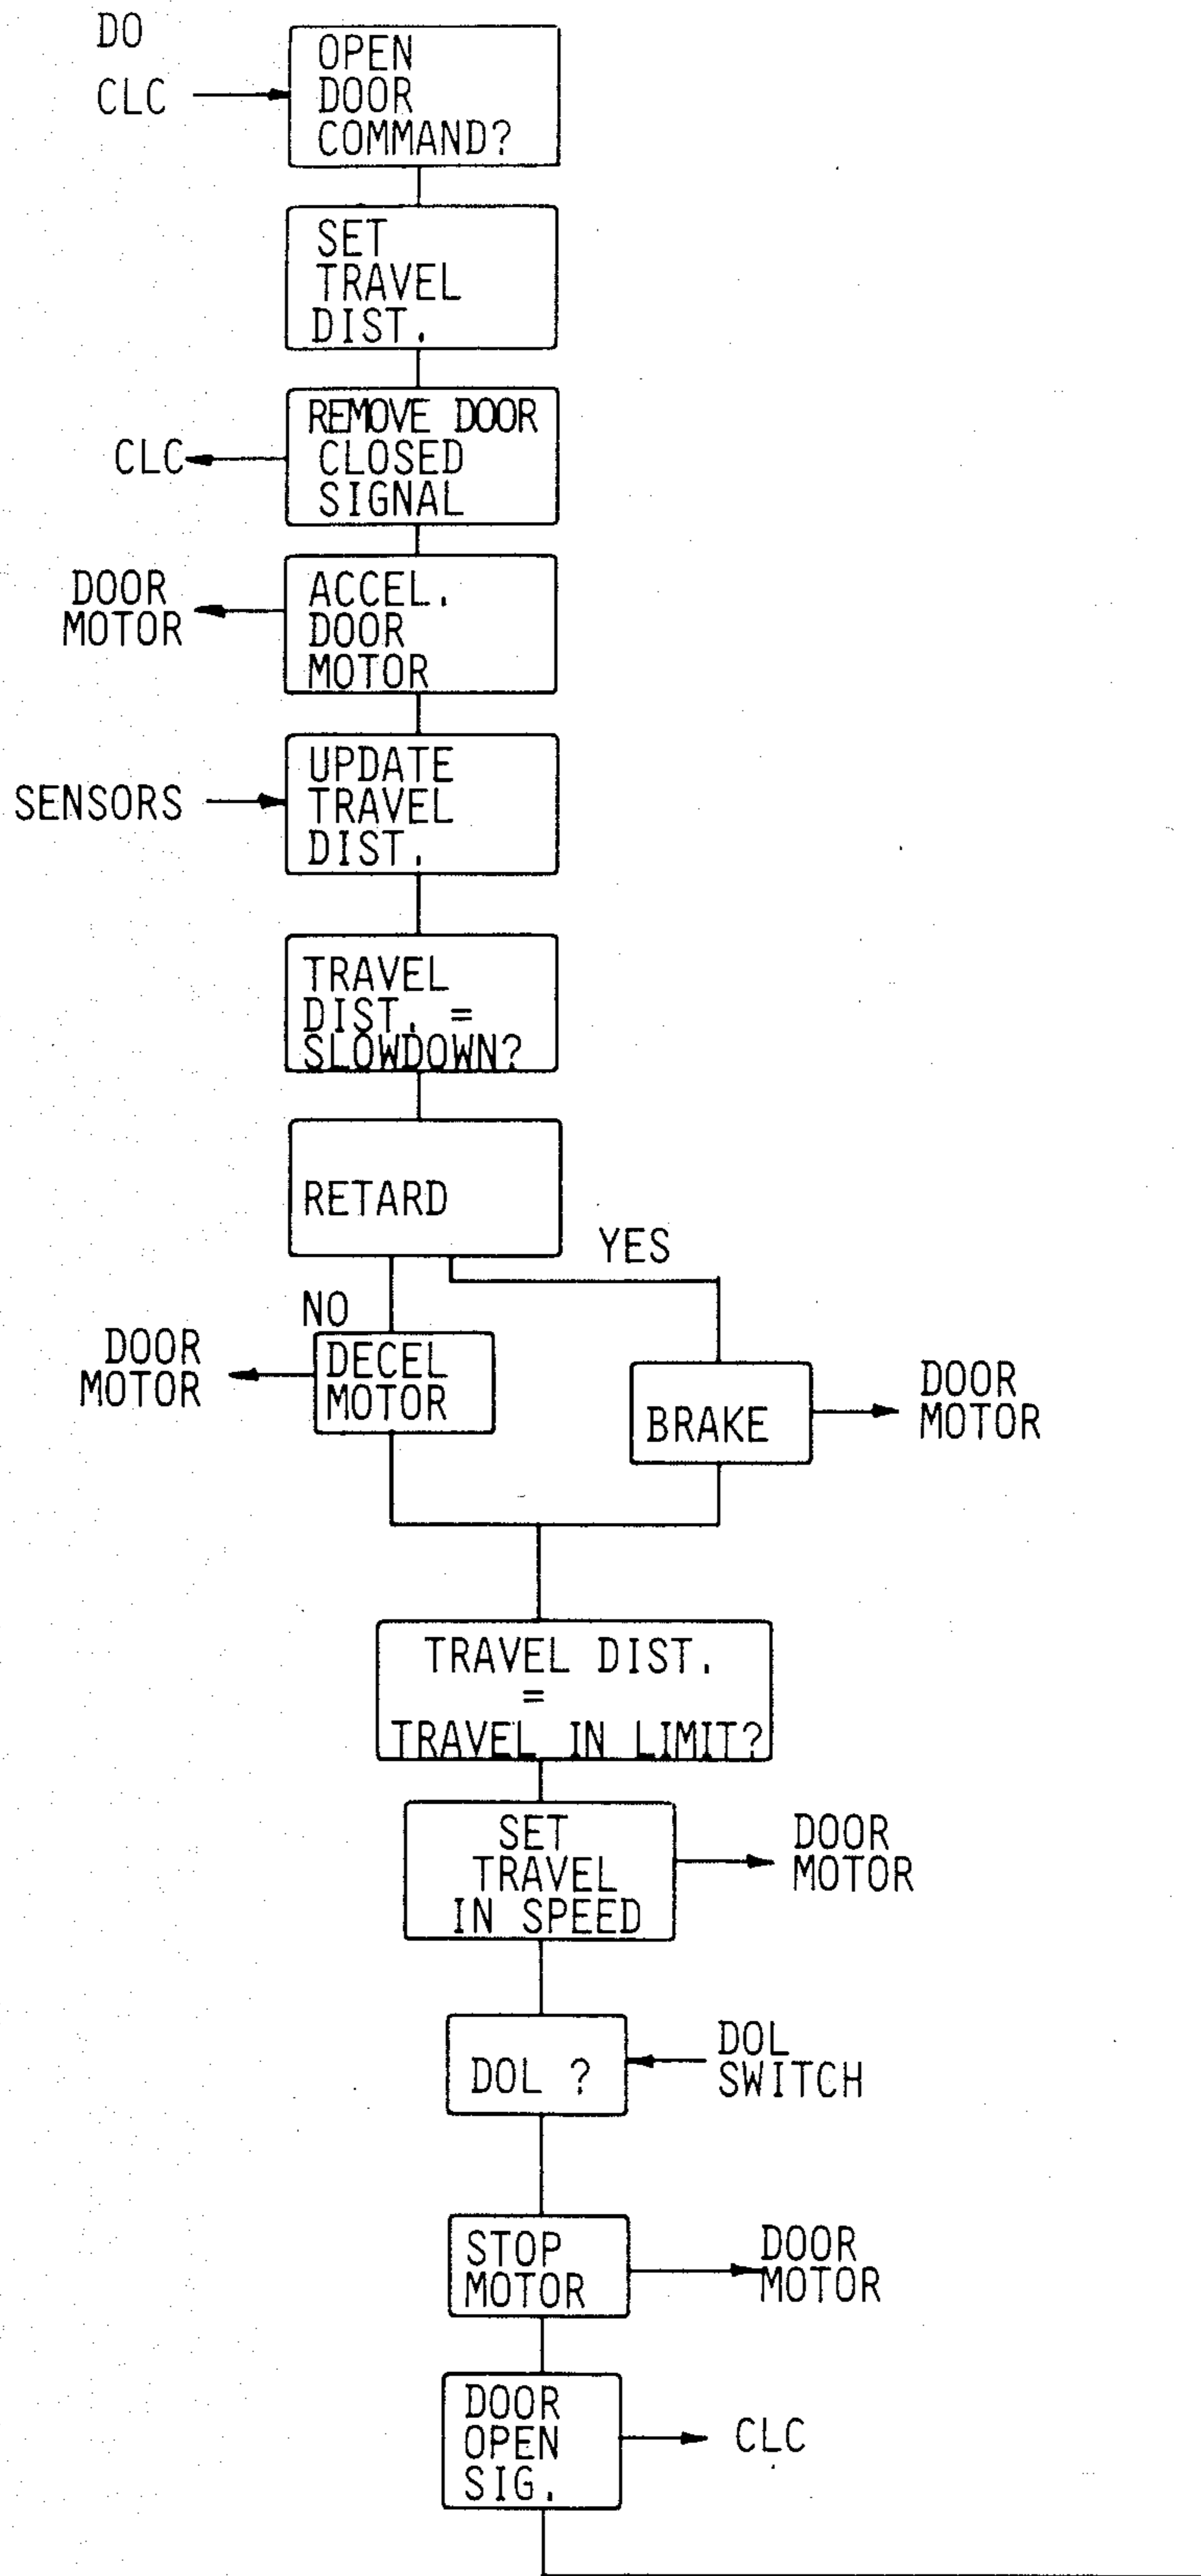 DO
CLC
OPEN
DOOR
COMMAND?
SET
TRAVEL
DIST.
REMOVE DOOR
CLOSED
SIGNAL
CLC
ACCEL.
DOOR
MOTOR
DOOR
MOTOR
UPDATE
TRAVEL
DIST.
SENSORS
TRAVEL
DIST. =
SLOWDOWN?
RETARD
YES
NO
DECEL
MOTOR
DOOR
MOTOR
BRAKE
DOOR
MOTOR
TRAVEL DIST.
=
TRAVEL IN LIMIT?
SET
TRAVEL
IN SPEED
DOOR
MOTOR
DOL ?
DOL
SWITCH
STOP
MOTOR
DOOR
MOTOR
DOOR
OPEN
SIG.
CLC